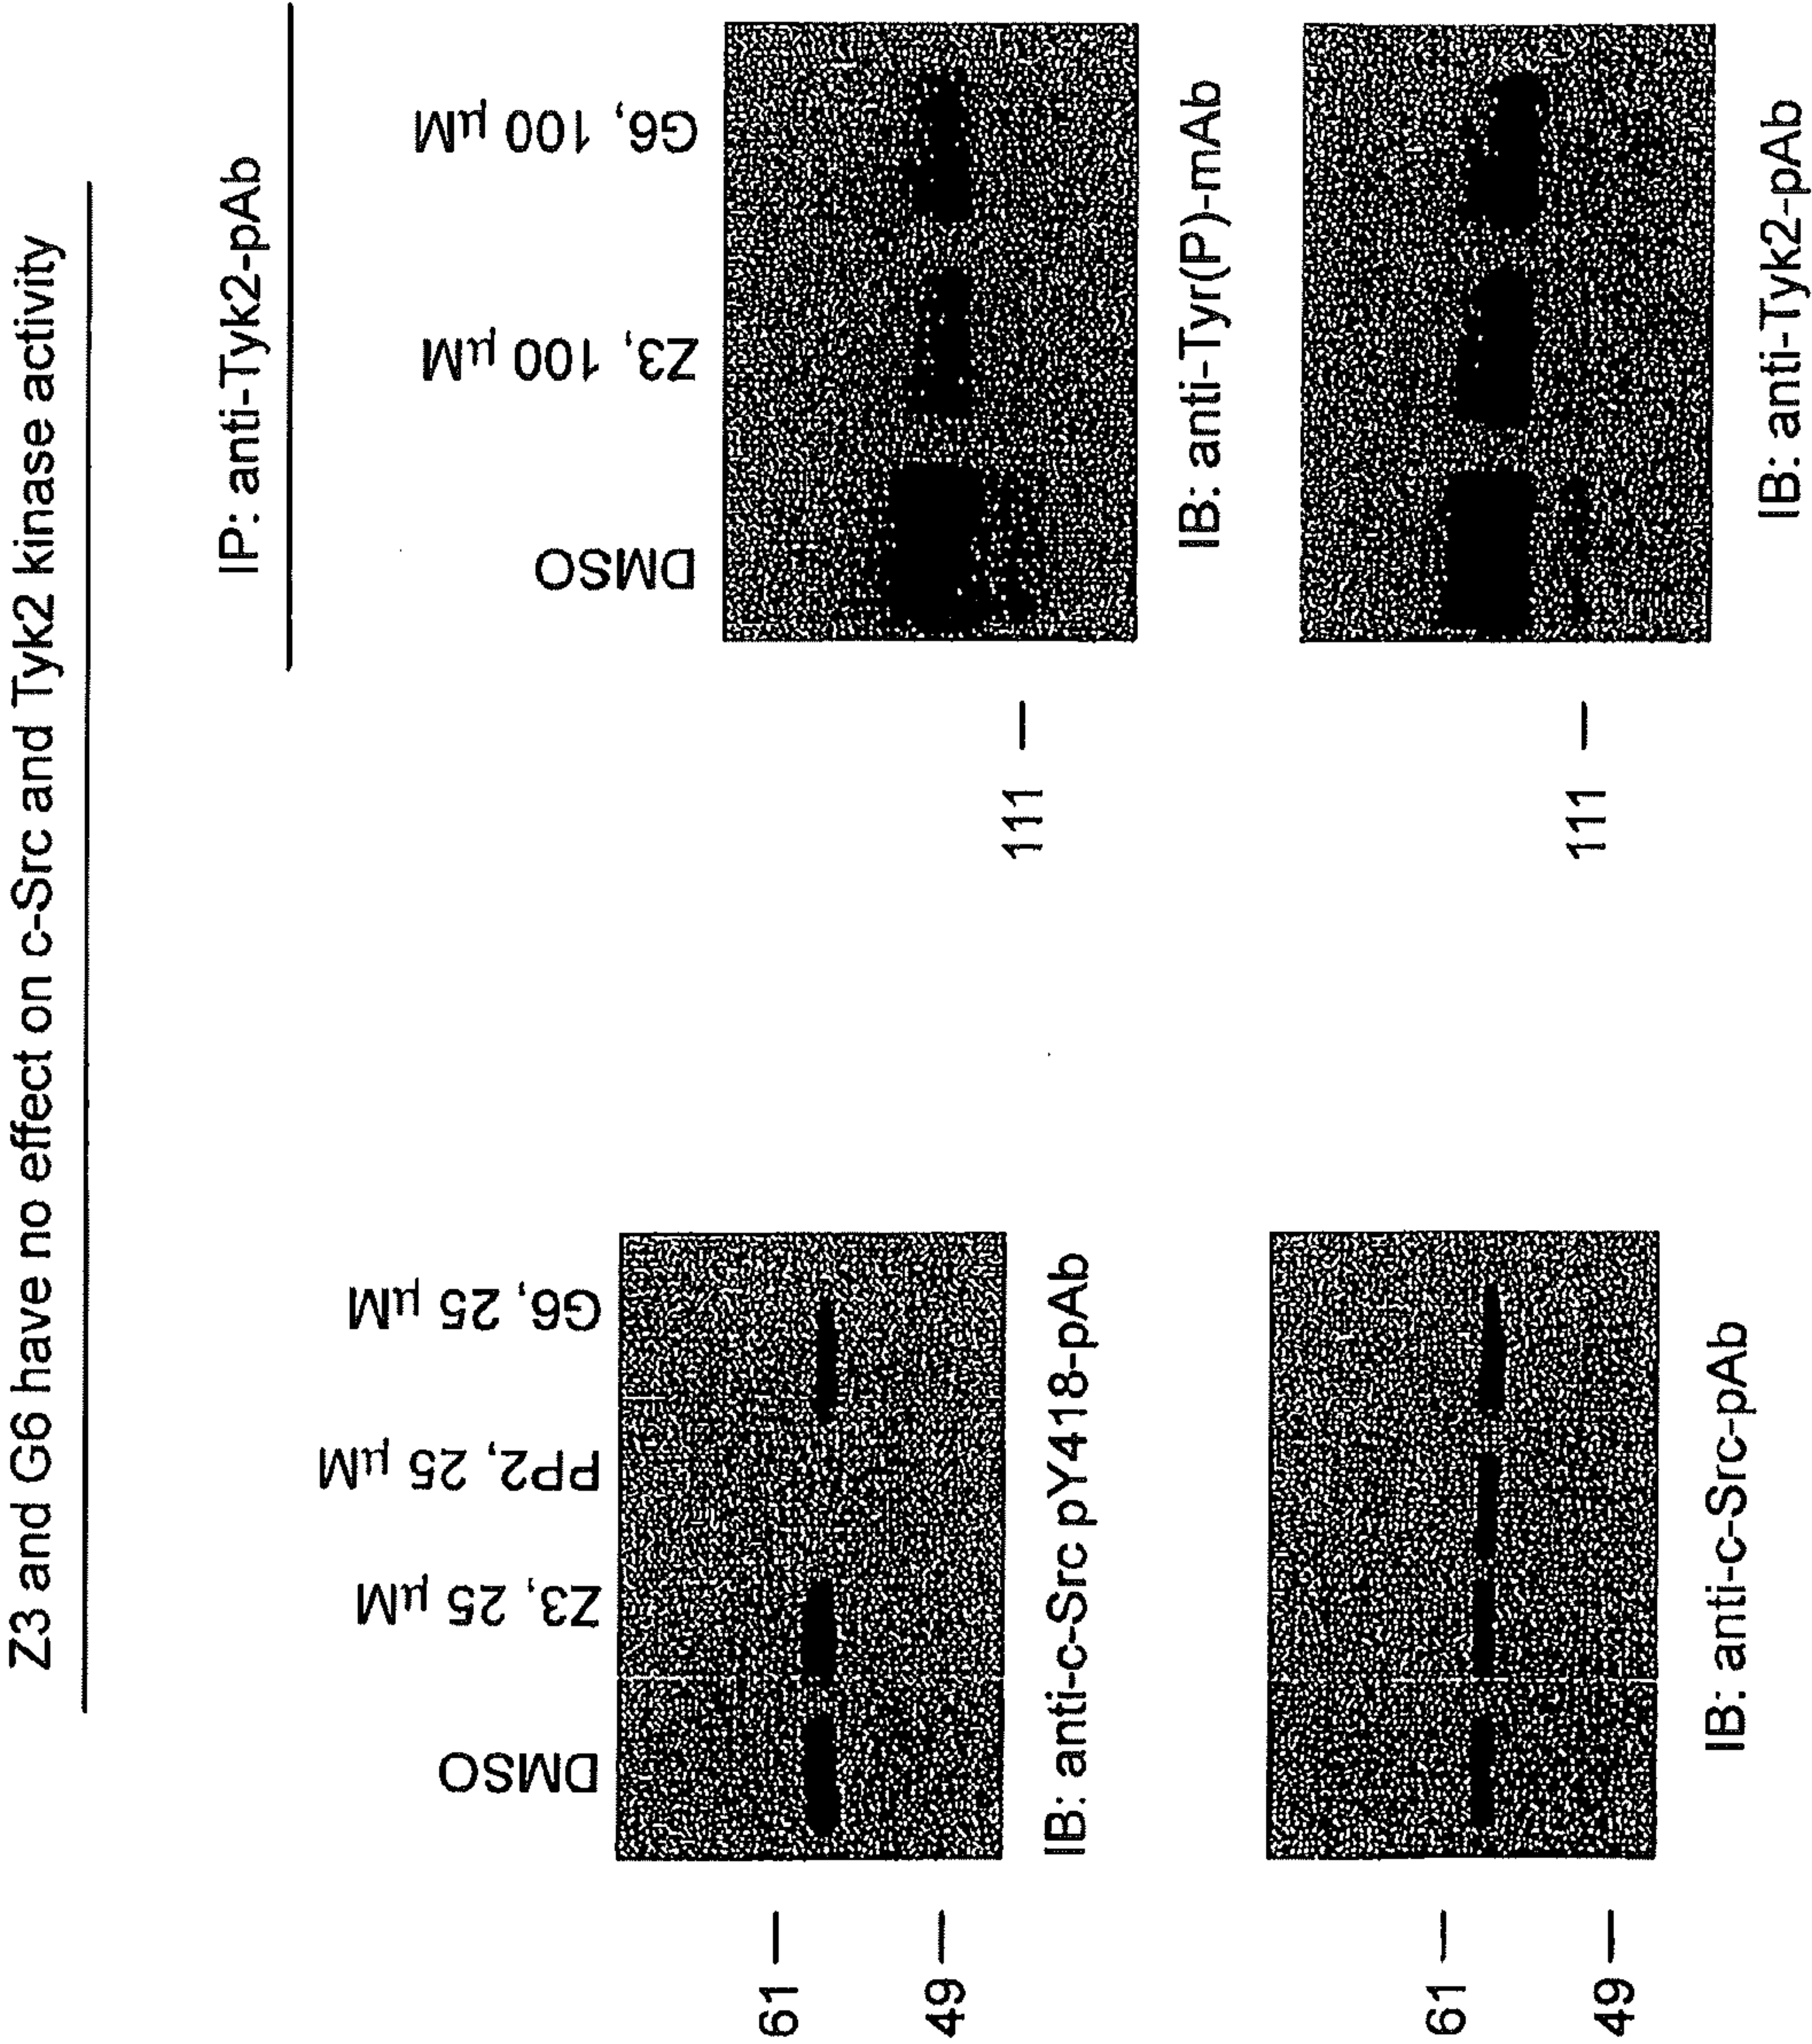 Z3 and G6 have no effect on c-Src and Tyk2 kinase activity
DMSO
Z3, 25 µM
PP2, 25 µM
G6, 25 µM
61
49
IB: anti-c-Src pY418-pAb
61
49
IB: anti-c-Src-pAb
IP: anti-Tyk2-pAb
DMSO
Z3, 100 µM
G6, 100 µM
111
IB: anti-Tyr(P)-mAb
111
IB: anti-Tyk2-pAb